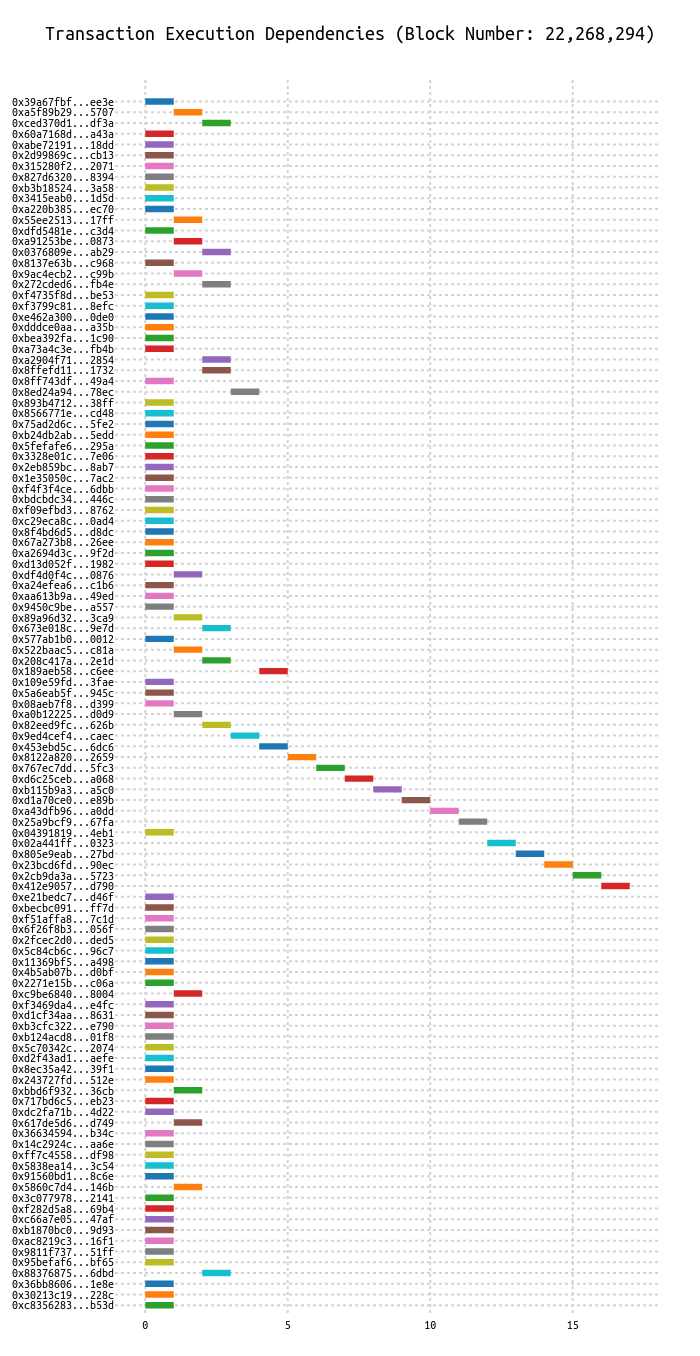 Transaction Execution Dependencies (Block Number: 22,268,294)
0x39a67fbf...ee3e
0xa5f89b29...5707
0xced370d1...df3a
0x60a7168d...a43a
0xabe72191...18dd
0x2d99869c...cb13
0x315280f2...2071
0x827d6320...8394
0xb3b18524...3a58
0x3415eab0...1d5d
0xa220b385...ec70
0x55ee2513...17ff
0xdfd5481e...c3d4
0xa91253be...0873
0x0376809e...ab29
0x8137e63b...c968
0x9ac4ecb2...c99b
0x272cded6...fb4e
0xf4735f8d...be53
0xf3799c81...8efc
0xe462a300...0de0
0xdddce0aa...a35b
0xbea392fa...1c90
0xa73a4c3e...fb4b
0xa2904f71...2854
0x8ffefd11...1732
0x8ff743df...49a4
0x8ed24a94...78ec
0x893b4712...38ff
0x8566771e...cd48
0x75ad2d6c...5fe2
0xb24db2ab...5edd
0x5fefafe6...295a
0x3328e01c...7e06
0x2eb859bc...8ab7
0x1e35050c...7ac2
0xf4f3f4ce...6dbb
0xbdcbdc34...446c
0xf09efbd3...8762
0xc29eca8c...0ad4
0x8f4bd6d5...d8dc
0x67a273b8...26ee
0xa2694d3c...9f2d
0xd13d052f...1982
0xdf4d0f4c...0876
0xa24efea6...c1b6
0xaa613b9a...49ed
0x9450c9be...a557
0x89a96d32...3ca9
0x673e018c...9e7d
0x577ab1b0...0012
0x522baac5...c81a
0x208c417a...2e1d
0x189aeb58...c6ee
0x109e59fd...3fae
0x5a6eab5f...945c
0x08aeb7f8...d399
0xa0b12225...d0d9
0x82eed9fc...626b
0x9ed4cef4...caec
0x453ebd5c...6dc6
0x8122a820...2659
0x767ec7dd...5fc3
0xd6c25ceb...a068
0xb115b9a3...a5c0
0xd1a70ce0...e89b
0xa43dfb96...a0dd
0x25a9bcf9...67fa
0x04391819...4eb1
0x02a441ff...0323
0x805e9eab...27bd
0x23bcd6fd...90ec
0x2cb9da3a...5723
0x412e9057...d790
0xe21bedc7...d46f
0xbecbc091...ff7d
0xf51affa8...7c1d
0x6f26f8b3...056f
0x2fcec2d0...ded5
0x5c84cb6c...96c7
0x11369bf5...a498
0x4b5ab07b...d0bf
0x2271e15b...c06a
0xc9be6840...8004
0xf3469da4...e4fc
0xd1cf34aa...8631
0xb3cfc322...e790
0xb124acd8...01f8
0x5c70342c...2074
0xd2f43ad1...aefe
0x8ec35a42...39f1
0x243727fd...512e
0xbbd6f932...36cb
0x717bd6c5...eb23
0xdc2fa71b...4d22
0x617de5d6...d749
0x36634594...b34c
0x14c2924c...aa6e
0xff7c4558...df98
0x5838ea14...3c54
0x91560bd1...8c6e
0x5860c7d4...146b
0x3c077978...2141
0xf282d5a8...69b4
0xc66a7e05...47af
0xb1870bc0...9d93
0xac8219c3...16f1
0x9811f737...51ff
0x95befaf6...bf65
0x88376875...6dbd
0x36bb8606...1e8e
0x30213c19...228c
0xc8356283...b53d
0 5 10 15